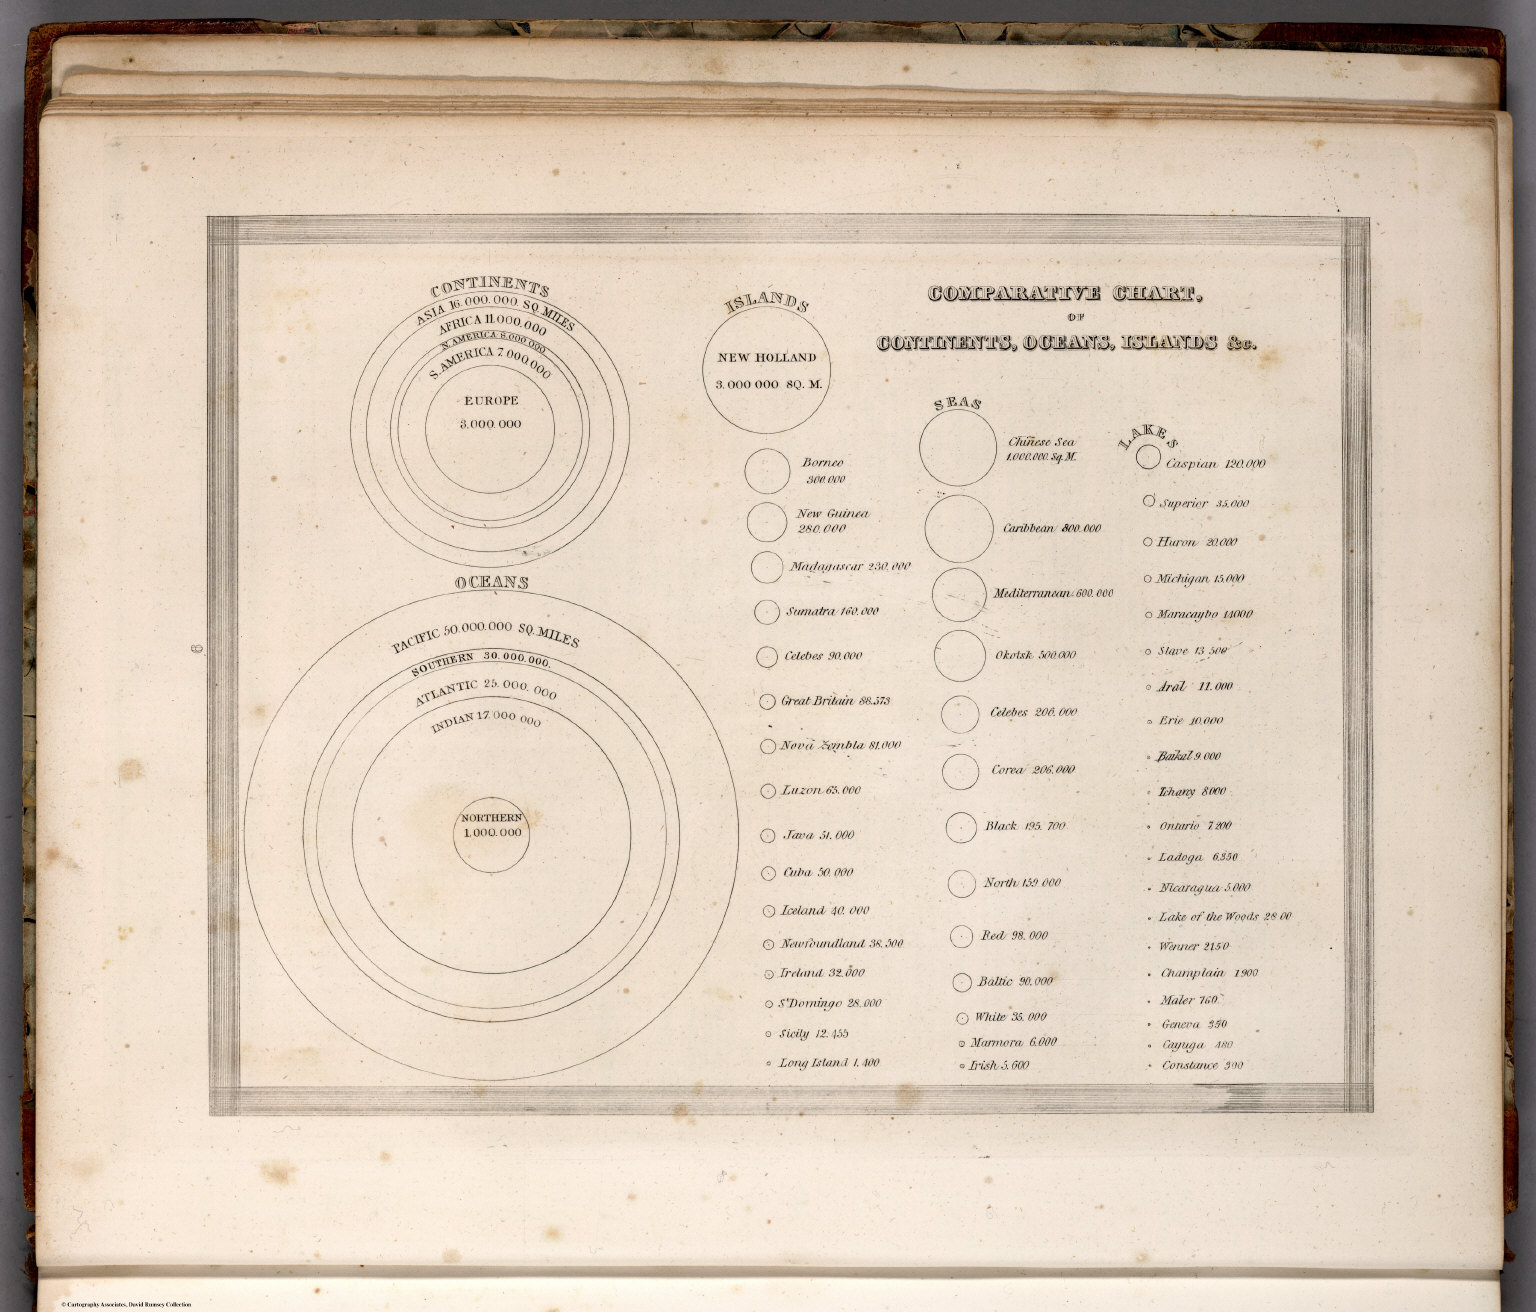 COMPARATIVE CHART,
OF
CONTINENTS, OCEANS, ISLANDS &c.
CONTINENTS
ASIA 16.000.000 SQ MILES
AFRICA 11.000.000
N. AMERICA 8.000.000
S. AMERICA 7.000.000
EUROPE
3.000.000
OCEANS
PACIFIC 50.000.000 SQ. MILES
SOUTHERN 30.000.000.
ATLANTIC 25.000.000
INDIAN 17.000 000
NORTHERN
1.000.000
ISLANDS
NEW HOLLAND
3.000 000 SQ. M.
Borneo
300.000
New Guinea
280.000
Madagascar 230.000
Sumatra 160.000
Celebes 90.000
Great Britain 88.573
Nova Zembla 81.000
Luzon 65.000
Java 51.000
Cuba 50.000
Iceland 40.000
Newfoundland 38.500
Ireland 32.000
St Domingo 28.000
Sicily 12.455
Long Island 1.400
SEAS
Chinese Sea
1.000.000 Sq. M.
Caribbean 800.000
Mediterranean 600.000
Okotsk 500.000
Celebes 206.000
Corea 206.000
Black 195.700
North 159.000
Red 98.000
Baltic 90.000
White 35.000
Marmora 6.000
Irish 5.600
LAKES
Caspian 120.000
Superior 35.000
Huron 20.000
Michigan 15.000
Maracaybo 14000
Slave 13 500
Aral 11.000
Erie 10.000
Baikal 9.000
Tchany 8000
Ontario 7.200
Ladoga 6.350
Nicaragua 5.000
Lake of the Woods 28 00
Wenner 2150
Champlain 1.900
Maler 760.
Geneva 350
Cayuga 480
Constance 300
6
© Cartography Associates, David Rumsey Collection